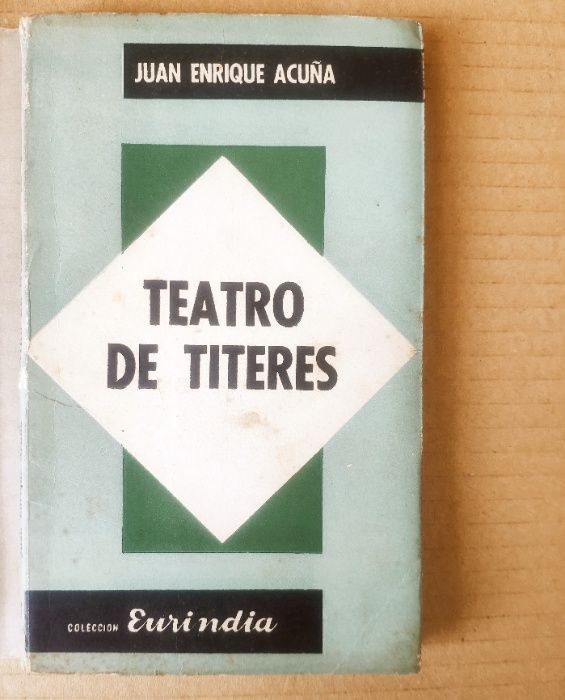 JUAN ENRIQUE ACUÑA
TEATRO
DE TITERES
COLECCION Eurindia